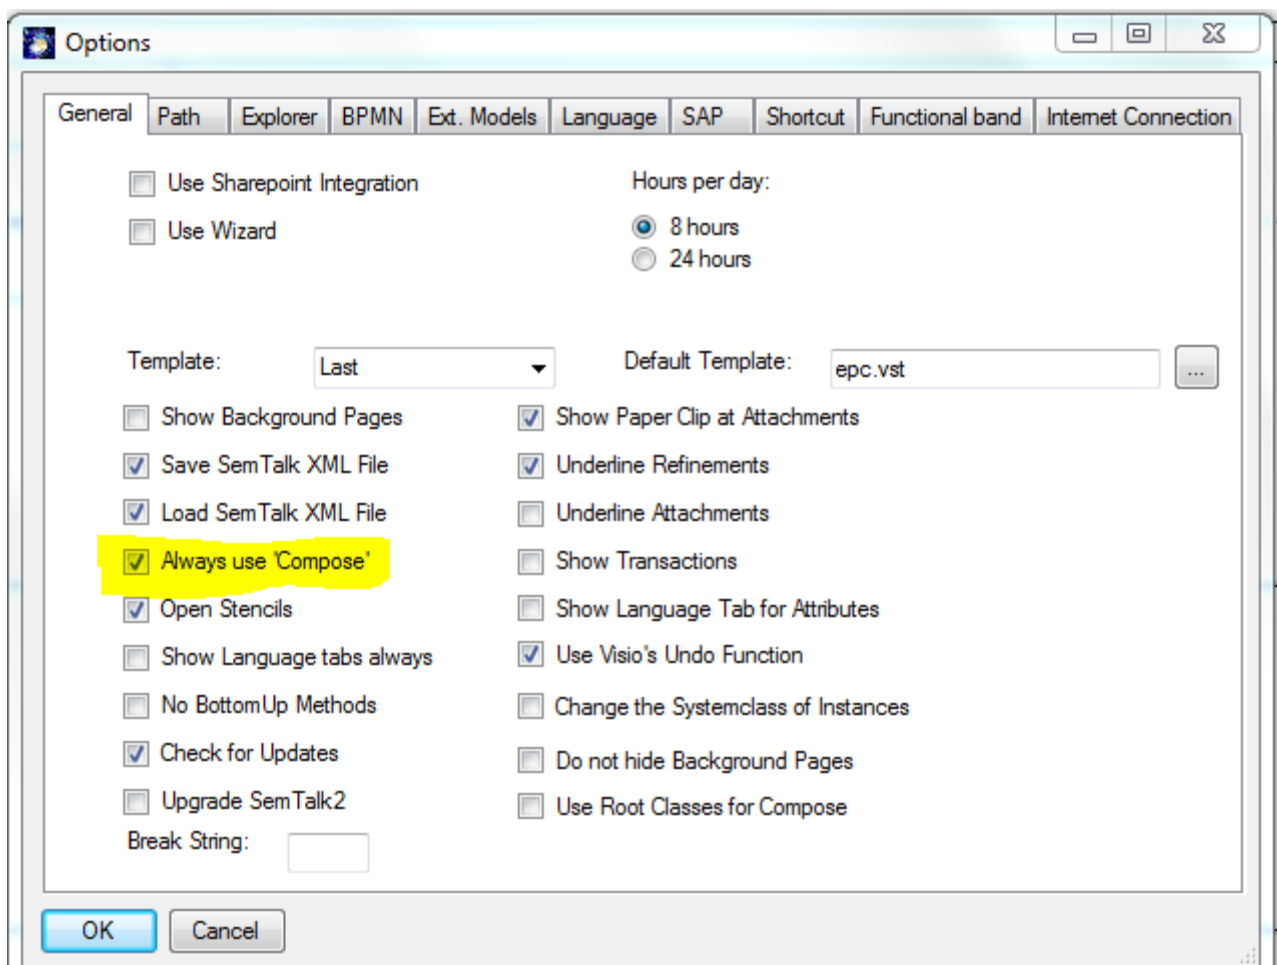 Options
General Path Explorer BPMN Ext. Models Language SAP Shortcut Functional band Internet Connection
Use Sharepoint Integration
Hours per day:
Use Wizard
8 hours
24 hours
Template:
Last
Default Template:
epc.vst
...
Show Background Pages
Show Paper Clip at Attachments
Save SemTalk XML File
Underline Refinements
Load SemTalk XML File
Underline Attachments
Always use 'Compose'
Show Transactions
Open Stencils
Show Language Tab for Attributes
Show Language tabs always
Use Visio's Undo Function
No BottomUp Methods
Change the Systemclass of Instances
Check for Updates
Do not hide Background Pages
Upgrade SemTalk2
Use Root Classes for Compose
Break String:
OK
Cancel